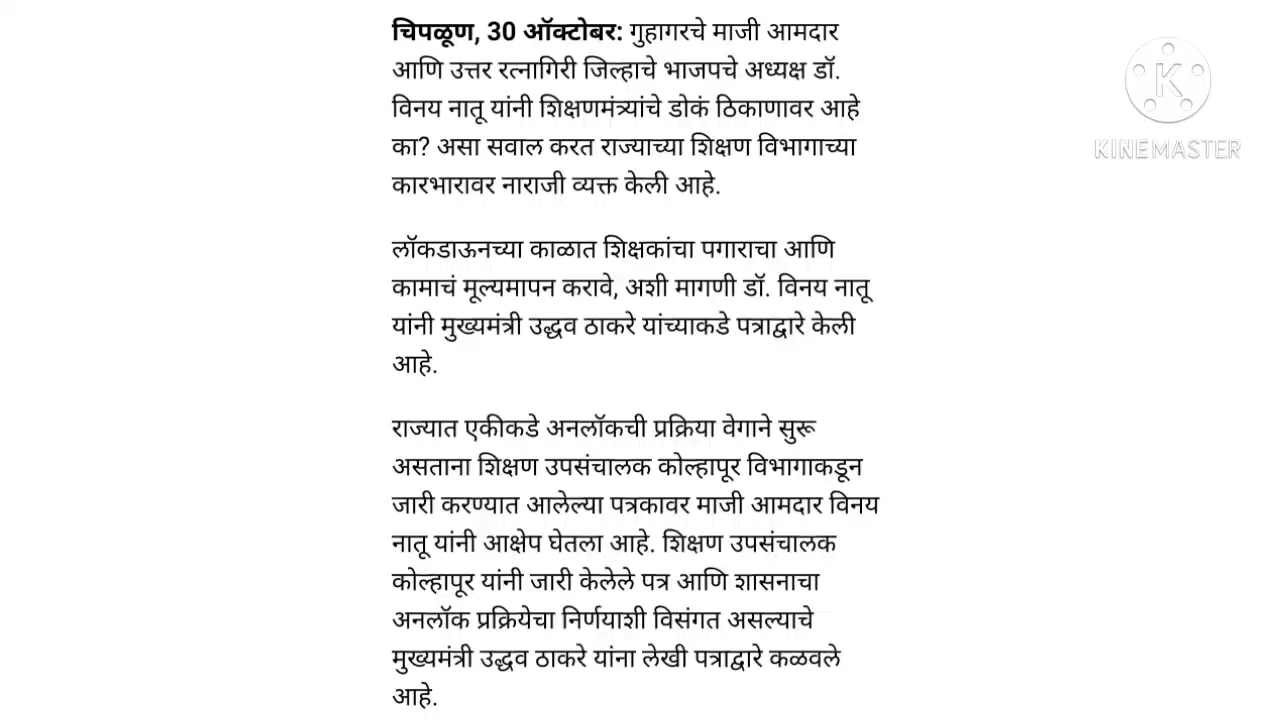 चिपळूण, 30 ऑक्टोबर: गुहागरचे माजी आमदार
आणि उत्तर रत्नागिरी जिल्हाचे भाजपचे अध्यक्ष डॉ.
विनय नातू यांनी शिक्षणमंत्र्यांचे डोकं ठिकाणावर आहे
का? असा सवाल करत राज्याच्या शिक्षण विभागाच्या
कारभारावर नाराजी व्यक्त केली आहे.
लॉकडाऊनच्या काळात शिक्षकांचा पगाराचा आणि
कामाचं मूल्यमापन करावे, अशी मागणी डॉ. विनय नातू
यांनी मुख्यमंत्री उद्धव ठाकरे यांच्याकडे पत्राद्वारे केली
आहे.
राज्यात एकीकडे अनलॉकची प्रक्रिया वेगाने सुरू
असताना शिक्षण उपसंचालक कोल्हापूर विभागाकडून
जारी करण्यात आलेल्या पत्रकावर माजी आमदार विनय
नातू यांनी आक्षेप घेतला आहे. शिक्षण उपसंचालक
कोल्हापूर यांनी जारी केलेले पत्र आणि शासनाचा
अनलॉक प्रक्रियेचा निर्णयाशी विसंगत असल्याचे
मुख्यमंत्री उद्धव ठाकरे यांना लेखी पत्राद्वारे कळवले
आहे.
K
KINEMASTER